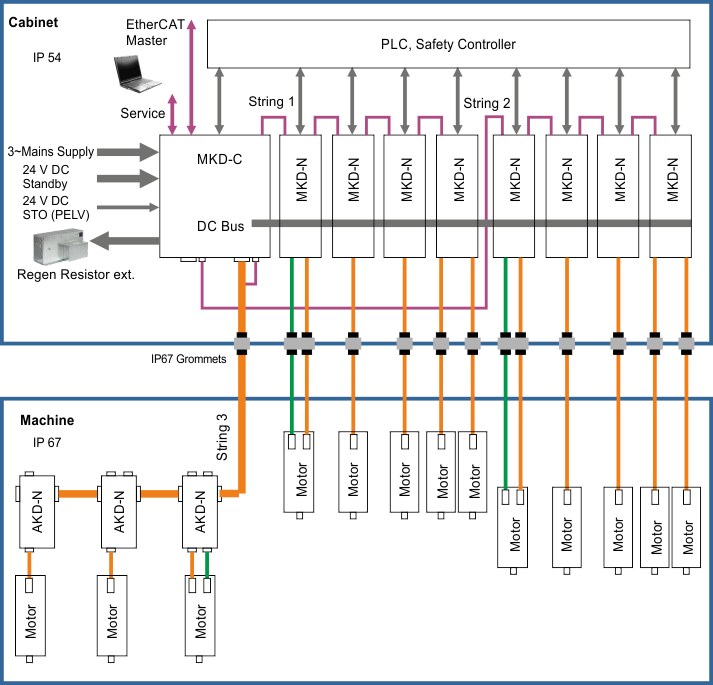 Cabinet
EtherCAT
Master
IP 54
PLC, Safety Controller
Service
String 1
String 2
3~Mains Supply
24 V DC
Standby
24 V DC
STO (PELV)
Regen Resistor ext.
MKD-C
DC Bus
MKD-N
MKD-N
MKD-N
MKD-N
MKD-N
MKD-N
MKD-N
MKD-N
IP67 Grommets
Machine
IP 67
String 3
AKD-N
AKD-N
AKD-N
Motor
Motor
Motor
Motor
Motor
Motor
Motor
Motor
Motor
Motor
Motor
Motor
Motor